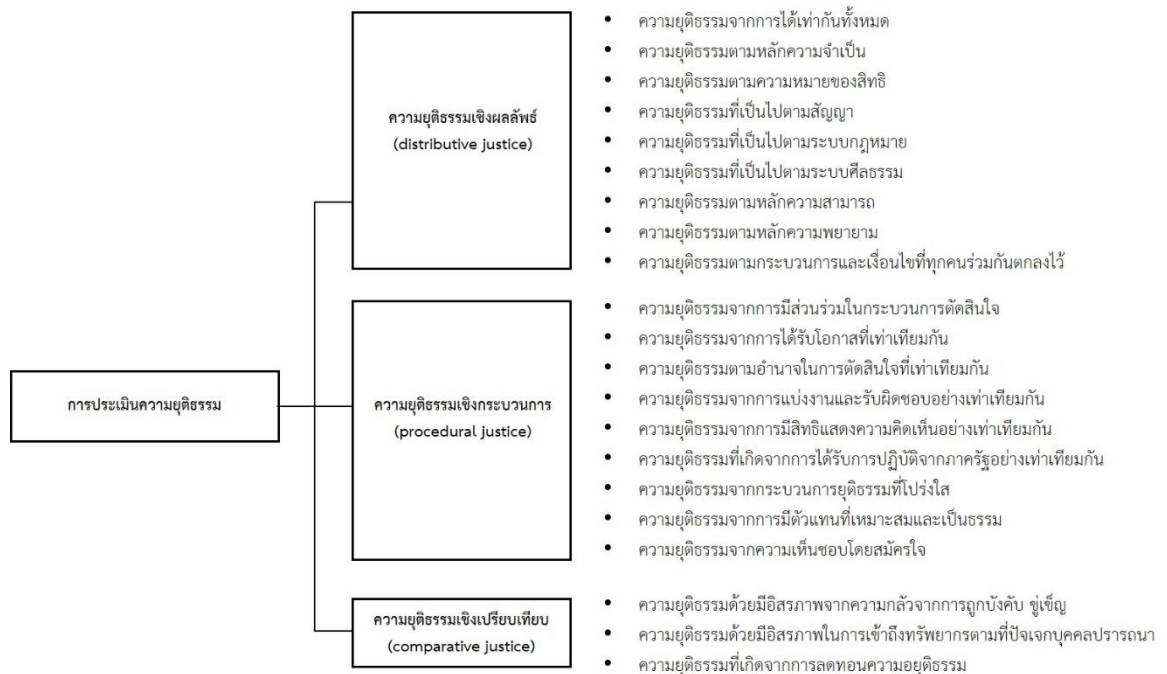 การประเมินความยุติธรรม
ความยุติธรรมเชิงผลลัพธ์
(distributive justice)
• ความยุติธรรมจากการได้เท่ากันทั้งหมด
• ความยุติธรรมตามหลักความจำเป็น
• ความยุติธรรมตามความหมายของสิทธิ
• ความยุติธรรมที่เป็นไปตามสัญญา
• ความยุติธรรมที่เป็นไปตามระบบกฎหมาย
• ความยุติธรรมที่เป็นไปตามระบบศีลธรรม
• ความยุติธรรมตามหลักความสามารถ
• ความยุติธรรมตามหลักความพยายาม
• ความยุติธรรมตามกระบวนการและเงื่อนไขที่ทุกคนร่วมกันตกลงไว้
ความยุติธรรมเชิงกระบวนการ
(procedural justice)
• ความยุติธรรมจากการมีส่วนร่วมในกระบวนการตัดสินใจ
• ความยุติธรรมจากการได้รับโอกาสที่เท่าเทียมกัน
• ความยุติธรรมตามอำนาจในการตัดสินใจที่เท่าเทียมกัน
• ความยุติธรรมจากการแบ่งงานและรับผิดชอบอย่างเท่าเทียมกัน
• ความยุติธรรมจากการมีสิทธิแสดงความคิดเห็นอย่างเท่าเทียมกัน
• ความยุติธรรมที่เกิดจากการได้รับการปฏิบัติจากภาครัฐอย่างเท่าเทียมกัน
• ความยุติธรรมจากกระบวนการยุติธรรมที่โปร่งใส
• ความยุติธรรมจากการมีตัวแทนที่เหมาะสมและเป็นธรรม
• ความยุติธรรมจากความเห็นชอบโดยสมัครใจ
ความยุติธรรมเชิงเปรียบเทียบ
(comparative justice)
• ความยุติธรรมด้วยมีอิสรภาพจากความกลัวจากการถูกบังคับ ขู่เข็ญ
• ความยุติธรรมด้วยมีอิสรภาพในการเข้าถึงทรัพยากรตามที่ปัจเจกบุคคลปรารถนา
• ความยุติธรรมที่เกิดจากการลดทอนความอยุติธรรม